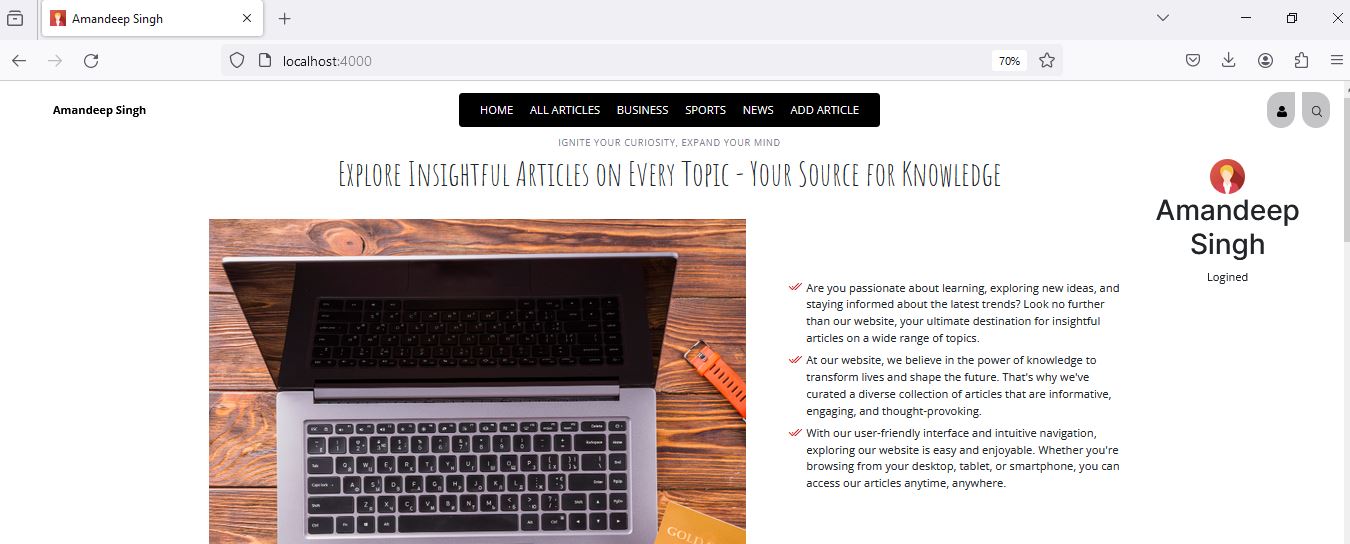 Amandeep Singh
localhost:4000
70%
Amandeep Singh
HOME ALL ARTICLES BUSINESS SPORTS NEWS ADD ARTICLE
IGNITE YOUR CURIOSITY, EXPAND YOUR MIND
Explore Insightful Articles on Every Topic - Your Source for Knowledge
Amandeep
Singh
Logined
Are you passionate about learning, exploring new ideas, and
staying informed about the latest trends? Look no further
than our website, your ultimate destination for insightful
articles on a wide range of topics.
At our website, we believe in the power of knowledge to
transform lives and shape the future. That's why we've
curated a diverse collection of articles that are informative,
engaging, and thought-provoking.
With our user-friendly interface and intuitive navigation,
exploring our website is easy and enjoyable. Whether you're
browsing from your desktop, tablet, or smartphone, you can
access our articles anytime, anywhere.
GOLD